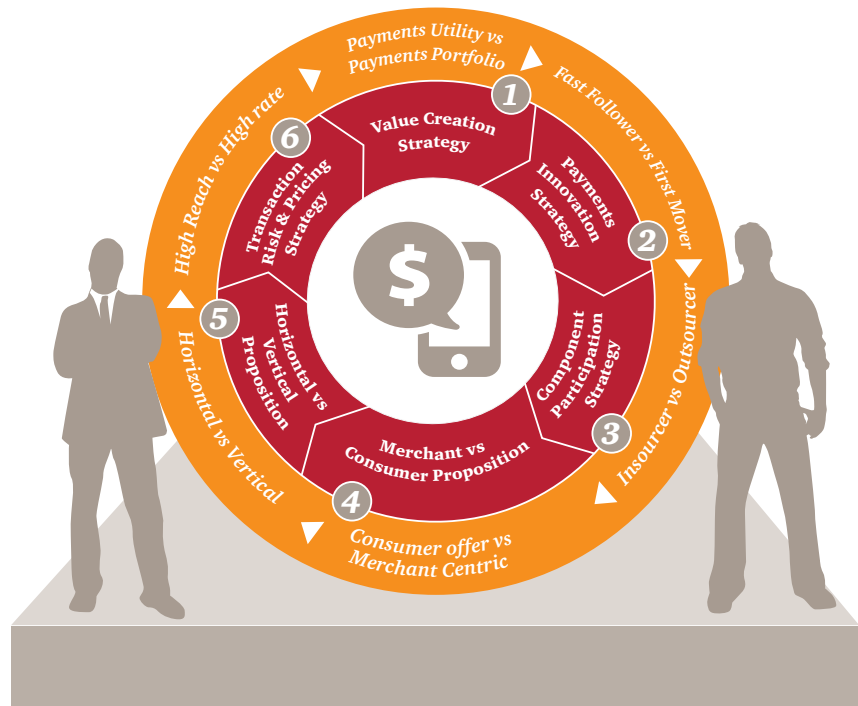 Payments Utility vs
Payments Portfolio
1
Value Creation
Strategy
Fast Follower vs First Mover
2
Payments
Innovation
Strategy
Insourcer vs Outsourcer
3
Component
Participation
Strategy
Consumer offer vs
Merchant Centric
4
Merchant vs
Consumer Proposition
Horizontal vs Vertical
5
Horizontal vs
Vertical
Proposition
High Reach vs High rate
6
Transaction
Risk & Pricing
Strategy
$